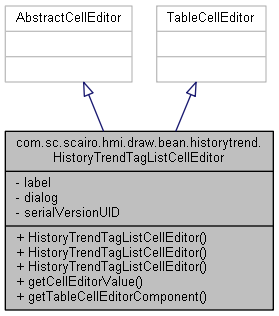 AbstractCellEditor
TableCellEditor
com.sc.scairo.hmi.draw.bean.historytrend.
HistoryTrendTagListCellEditor
- label
- dialog
- serialVersionUID
+ HistoryTrendTagListCellEditor()
+ HistoryTrendTagListCellEditor()
+ HistoryTrendTagListCellEditor()
+ getCellEditorValue()
+ getTableCellEditorComponent()